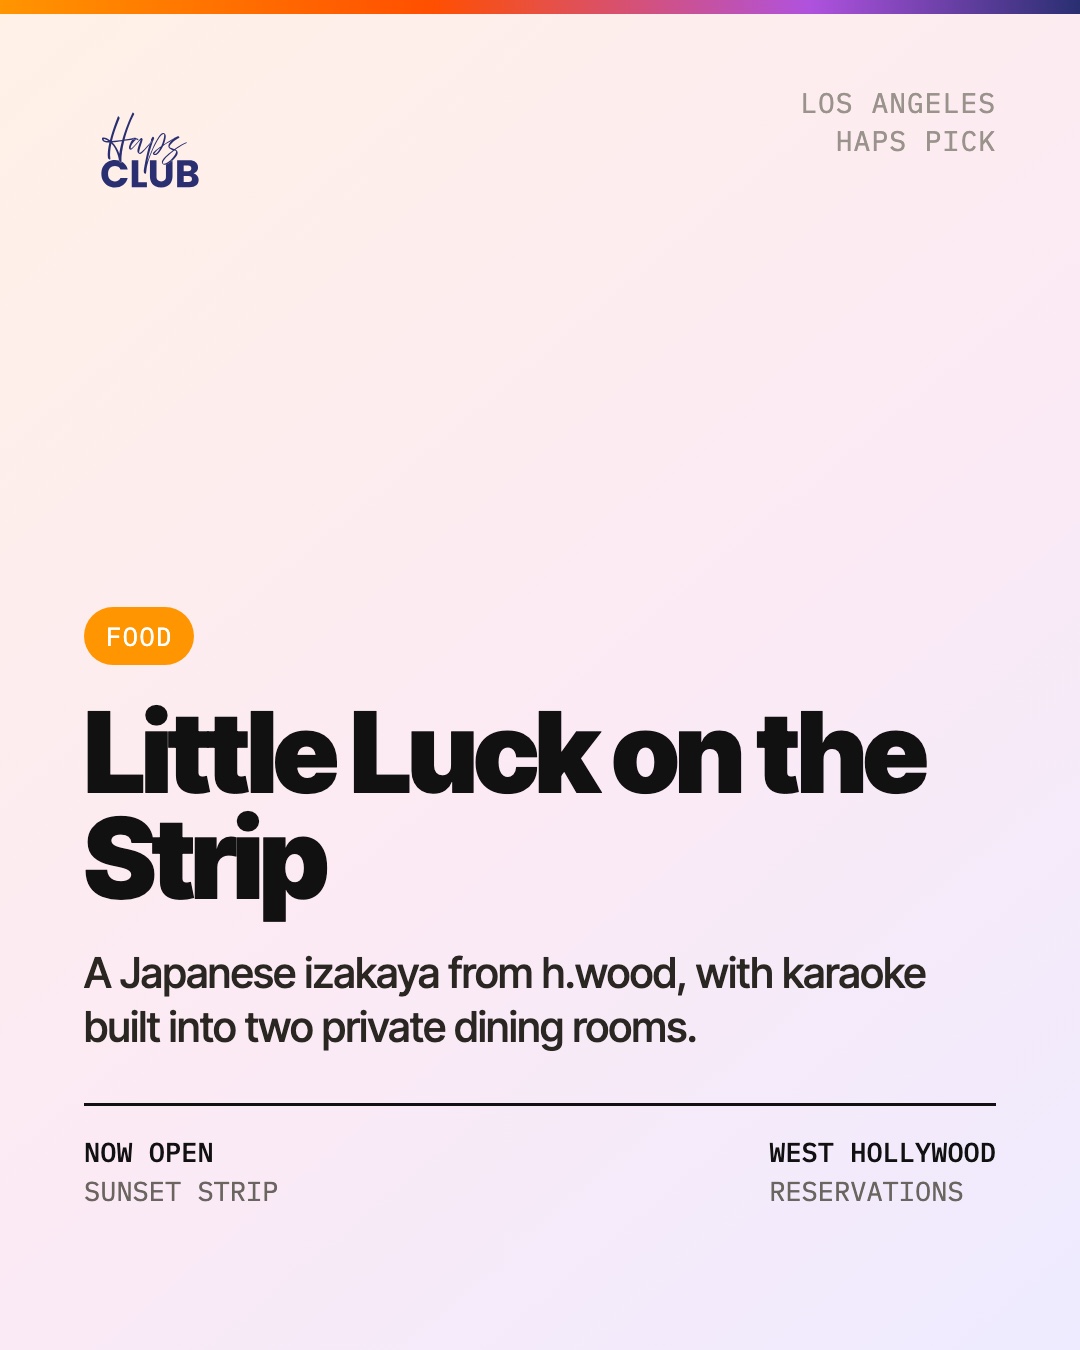 Haps
CLUB
LOS ANGELES
HAPS PICK
FOOD
Little Luck on the
Strip
A Japanese izakaya from h.wood, with karaoke
built into two private dining rooms.
NOW OPEN
SUNSET STRIP
WEST HOLLYWOOD
RESERVATIONS